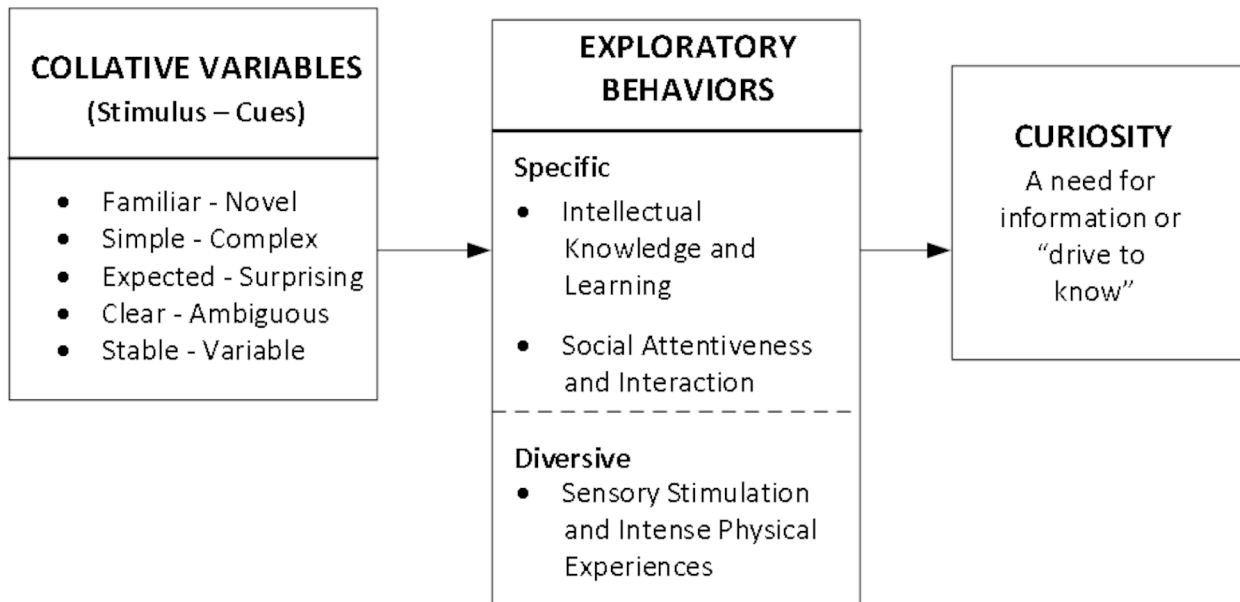 COLLATIVE VARIABLES
(Stimulus – Cues)
• Familiar - Novel
• Simple - Complex
• Expected - Surprising
• Clear - Ambiguous
• Stable - Variable
EXPLORATORY
BEHAVIORS
Specific
• Intellectual
Knowledge and
Learning
• Social Attentiveness
and Interaction
Diversive
• Sensory Stimulation
and Intense Physical
Experiences
CURIOSITY
A need for
information or
“drive to
know”